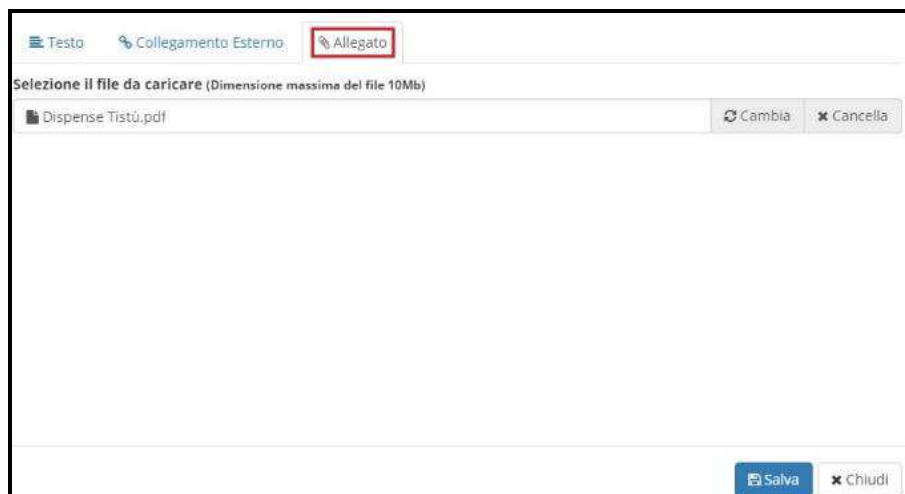 Testo Collegamento Esterno Allegato
Selezione il file da caricare (Dimensione massima del file 10Mb)
Dispense Tistù.pdf Cambia Cancella
Salva Chiudi